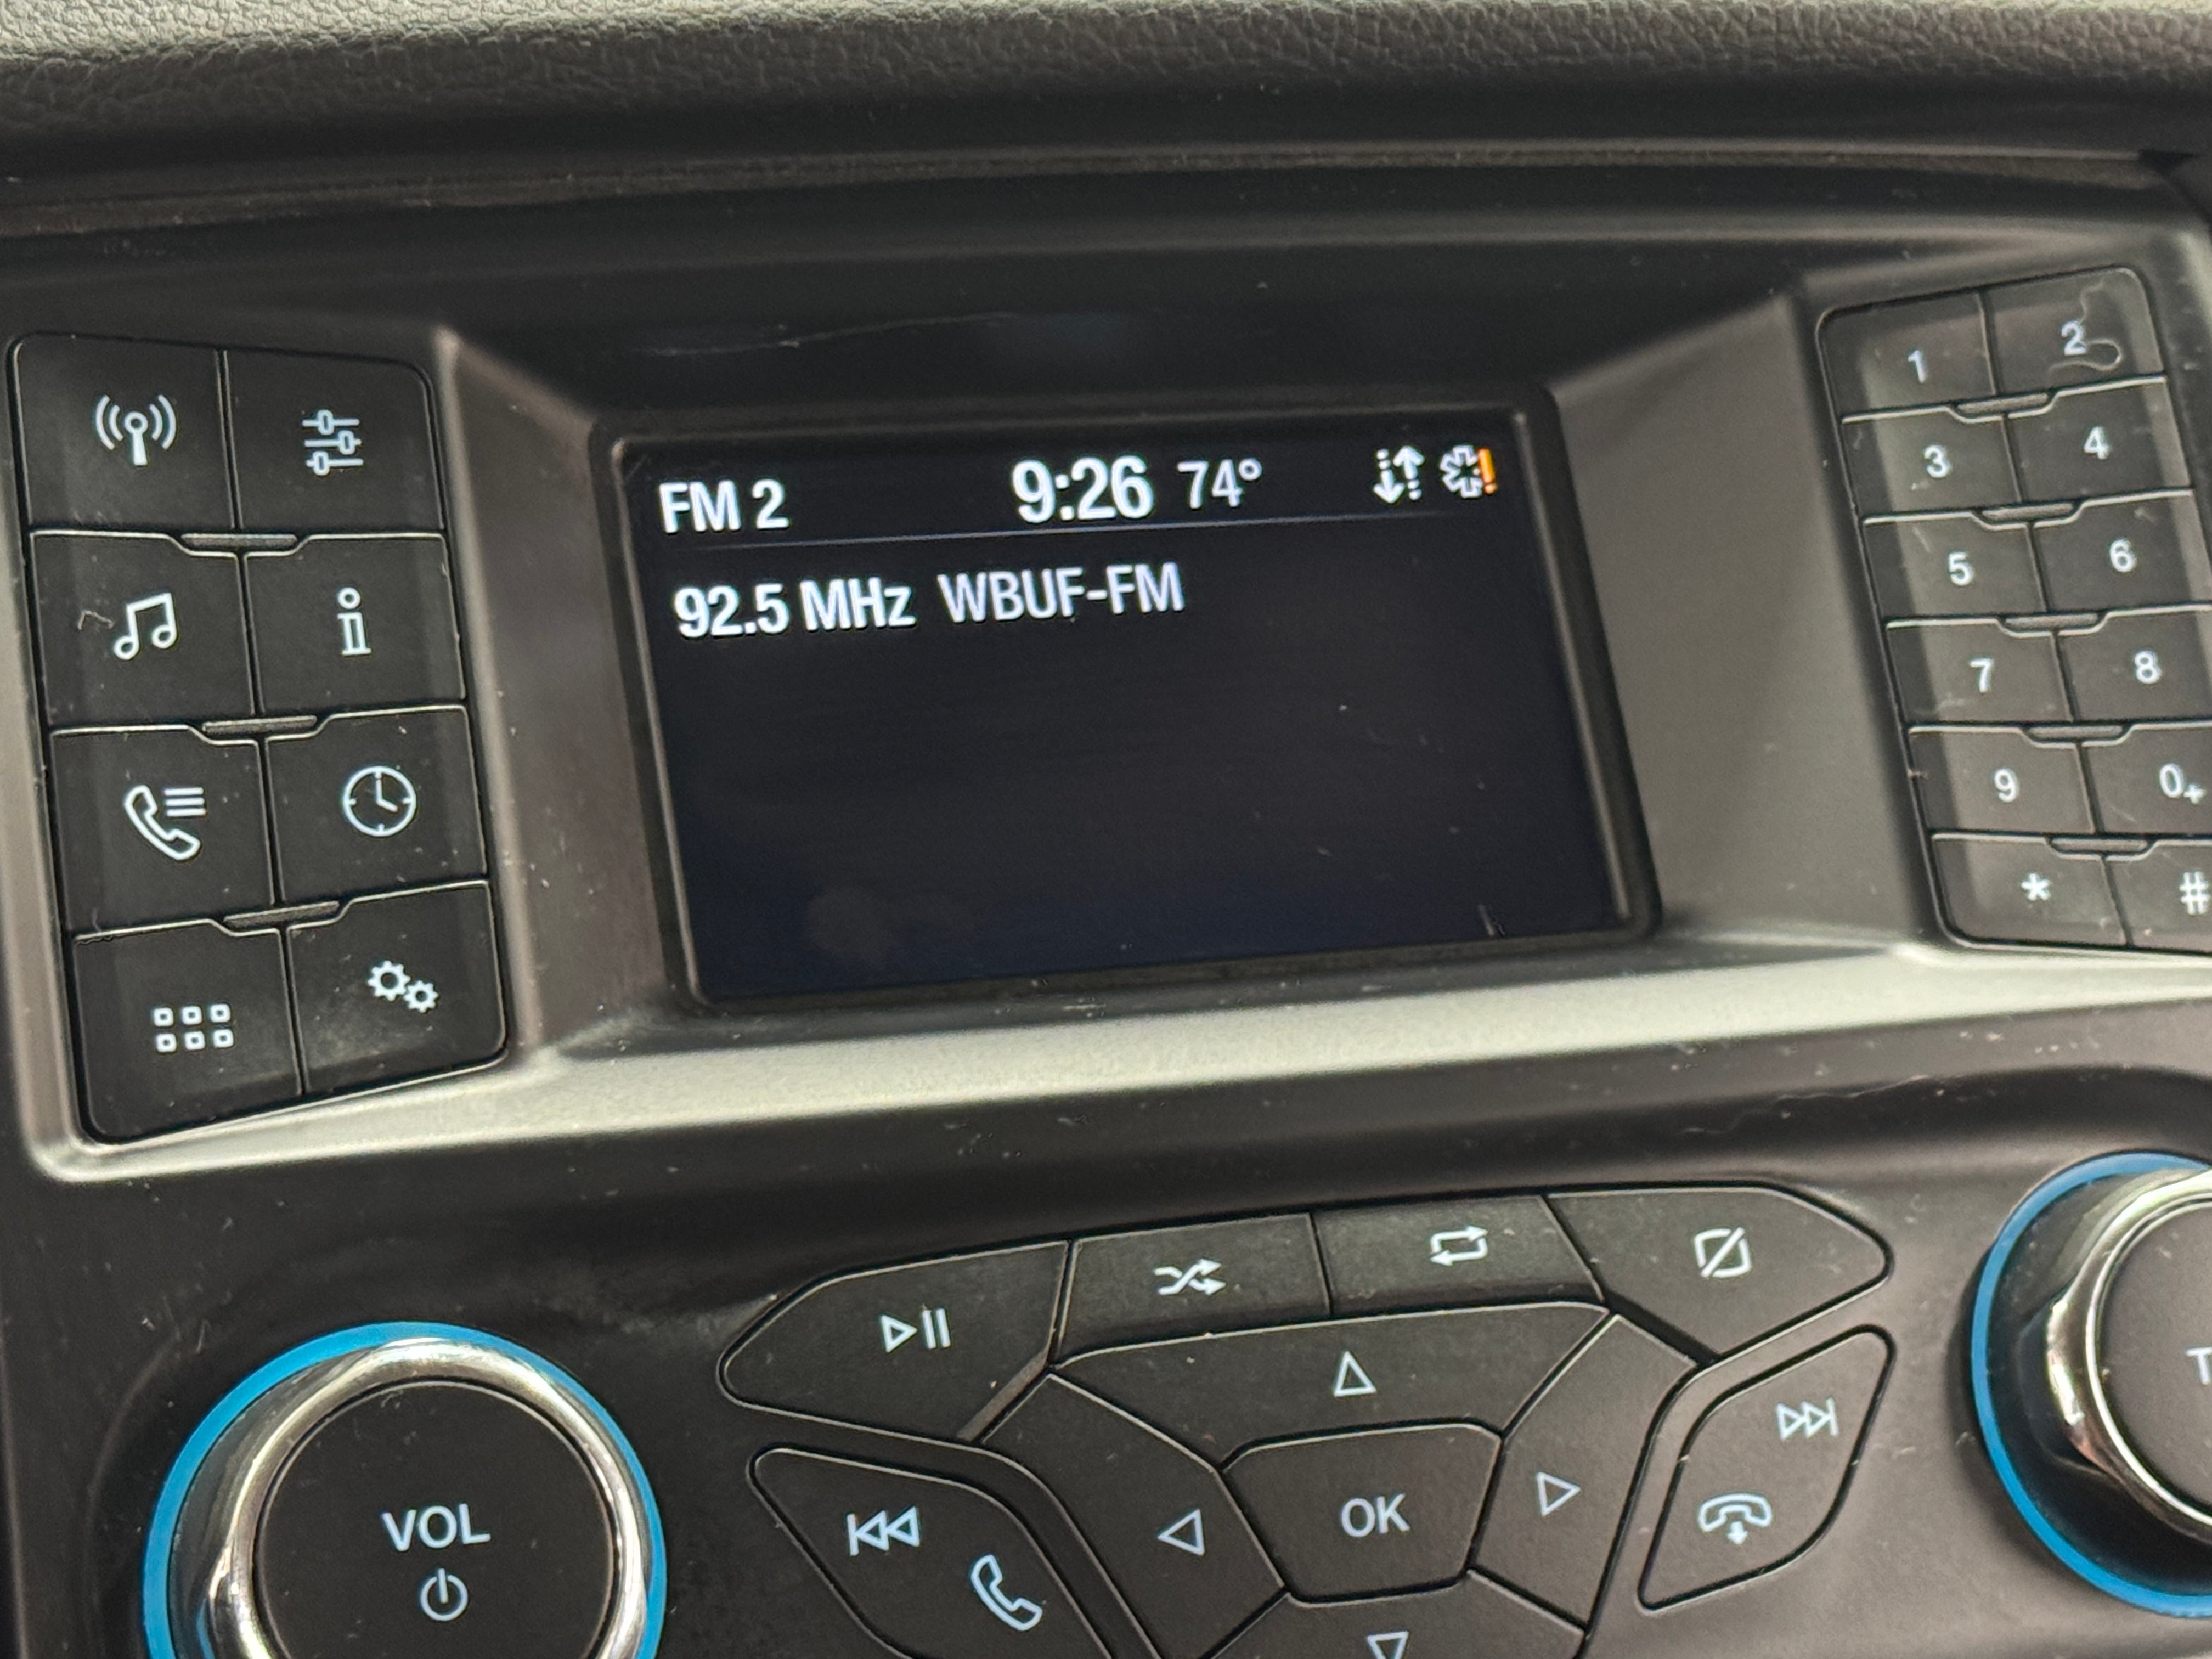 FM 2 9:26 74°
92.5 MHz WBUF-FM
1 2
3 4
5 6
7 8
9 0+
* #
VOL
OK